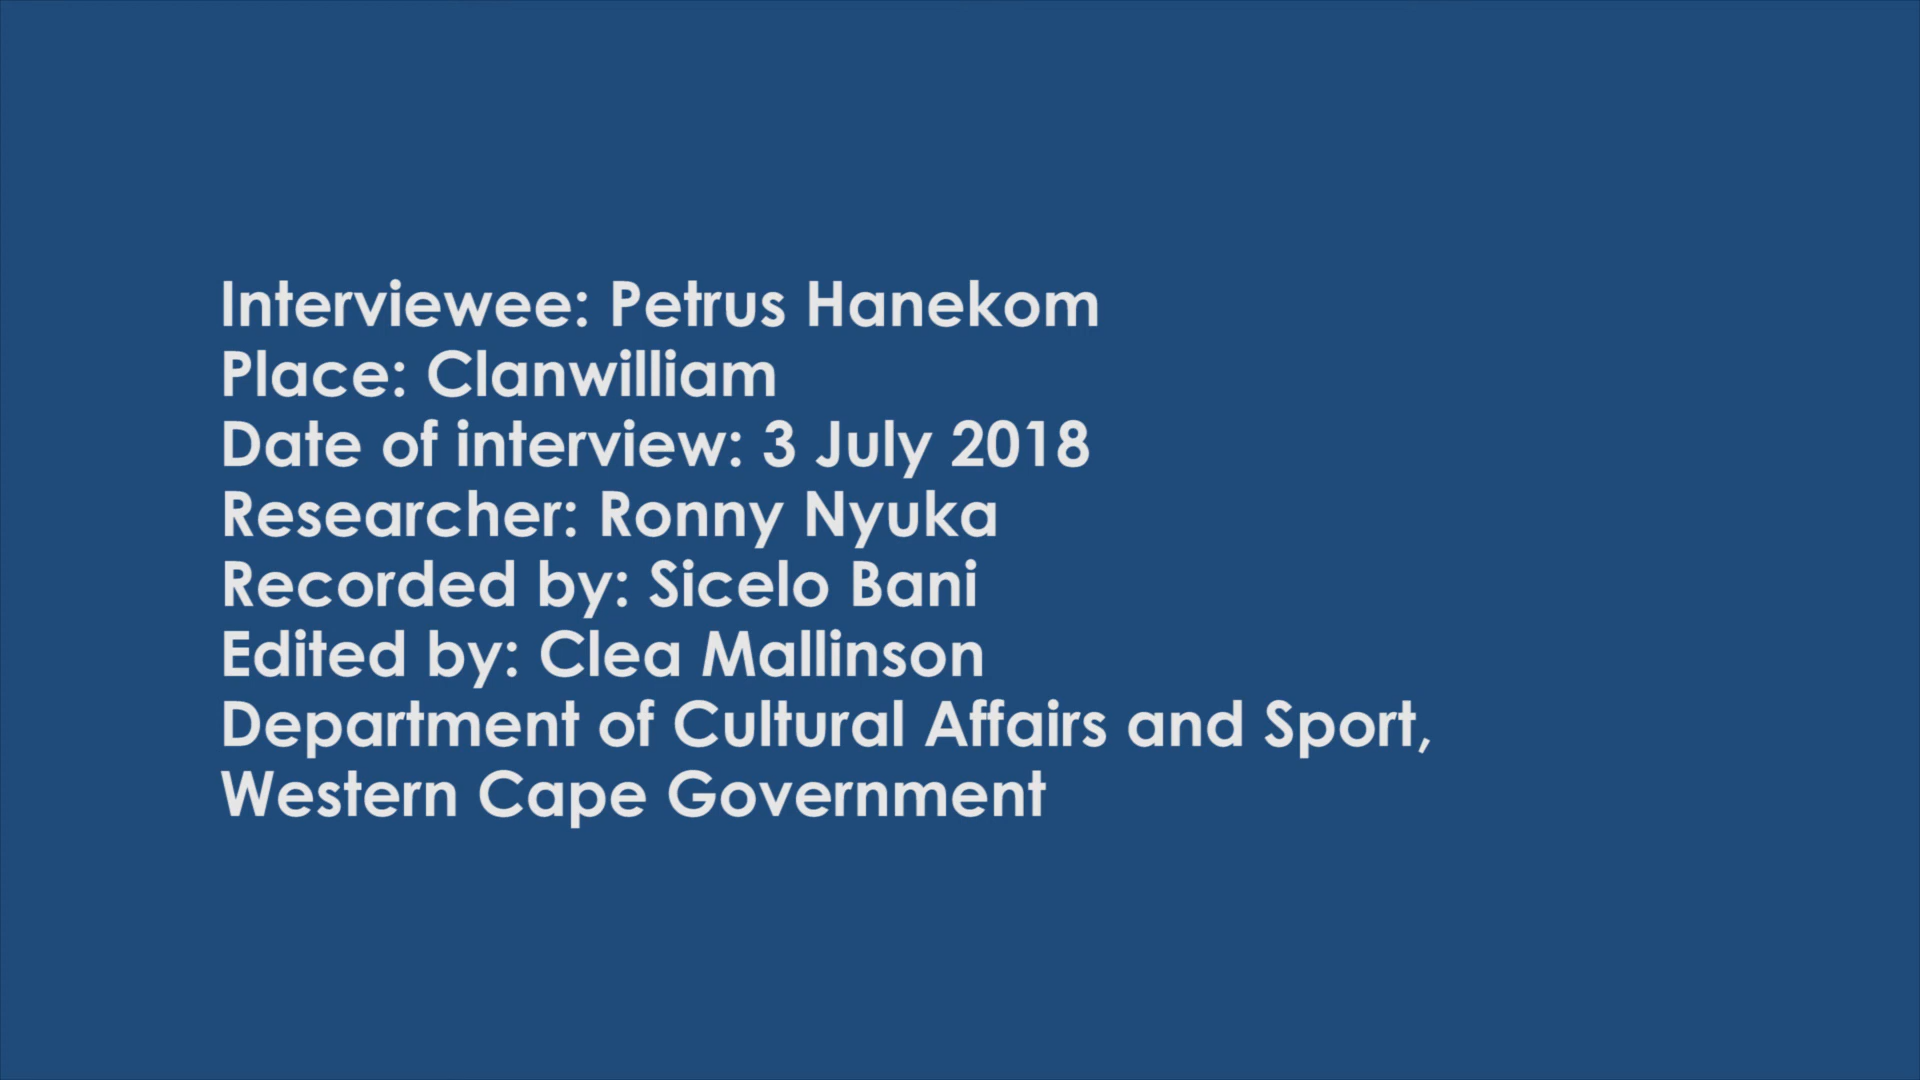 Interviewee: Petrus Hanekom
Place: Clanwilliam
Date of interview: 3 July 2018
Researcher: Ronny Nyuka
Recorded by: Sicelo Bani
Edited by: Clea Mallinson
Department of Cultural Affairs and Sport,
Western Cape Government